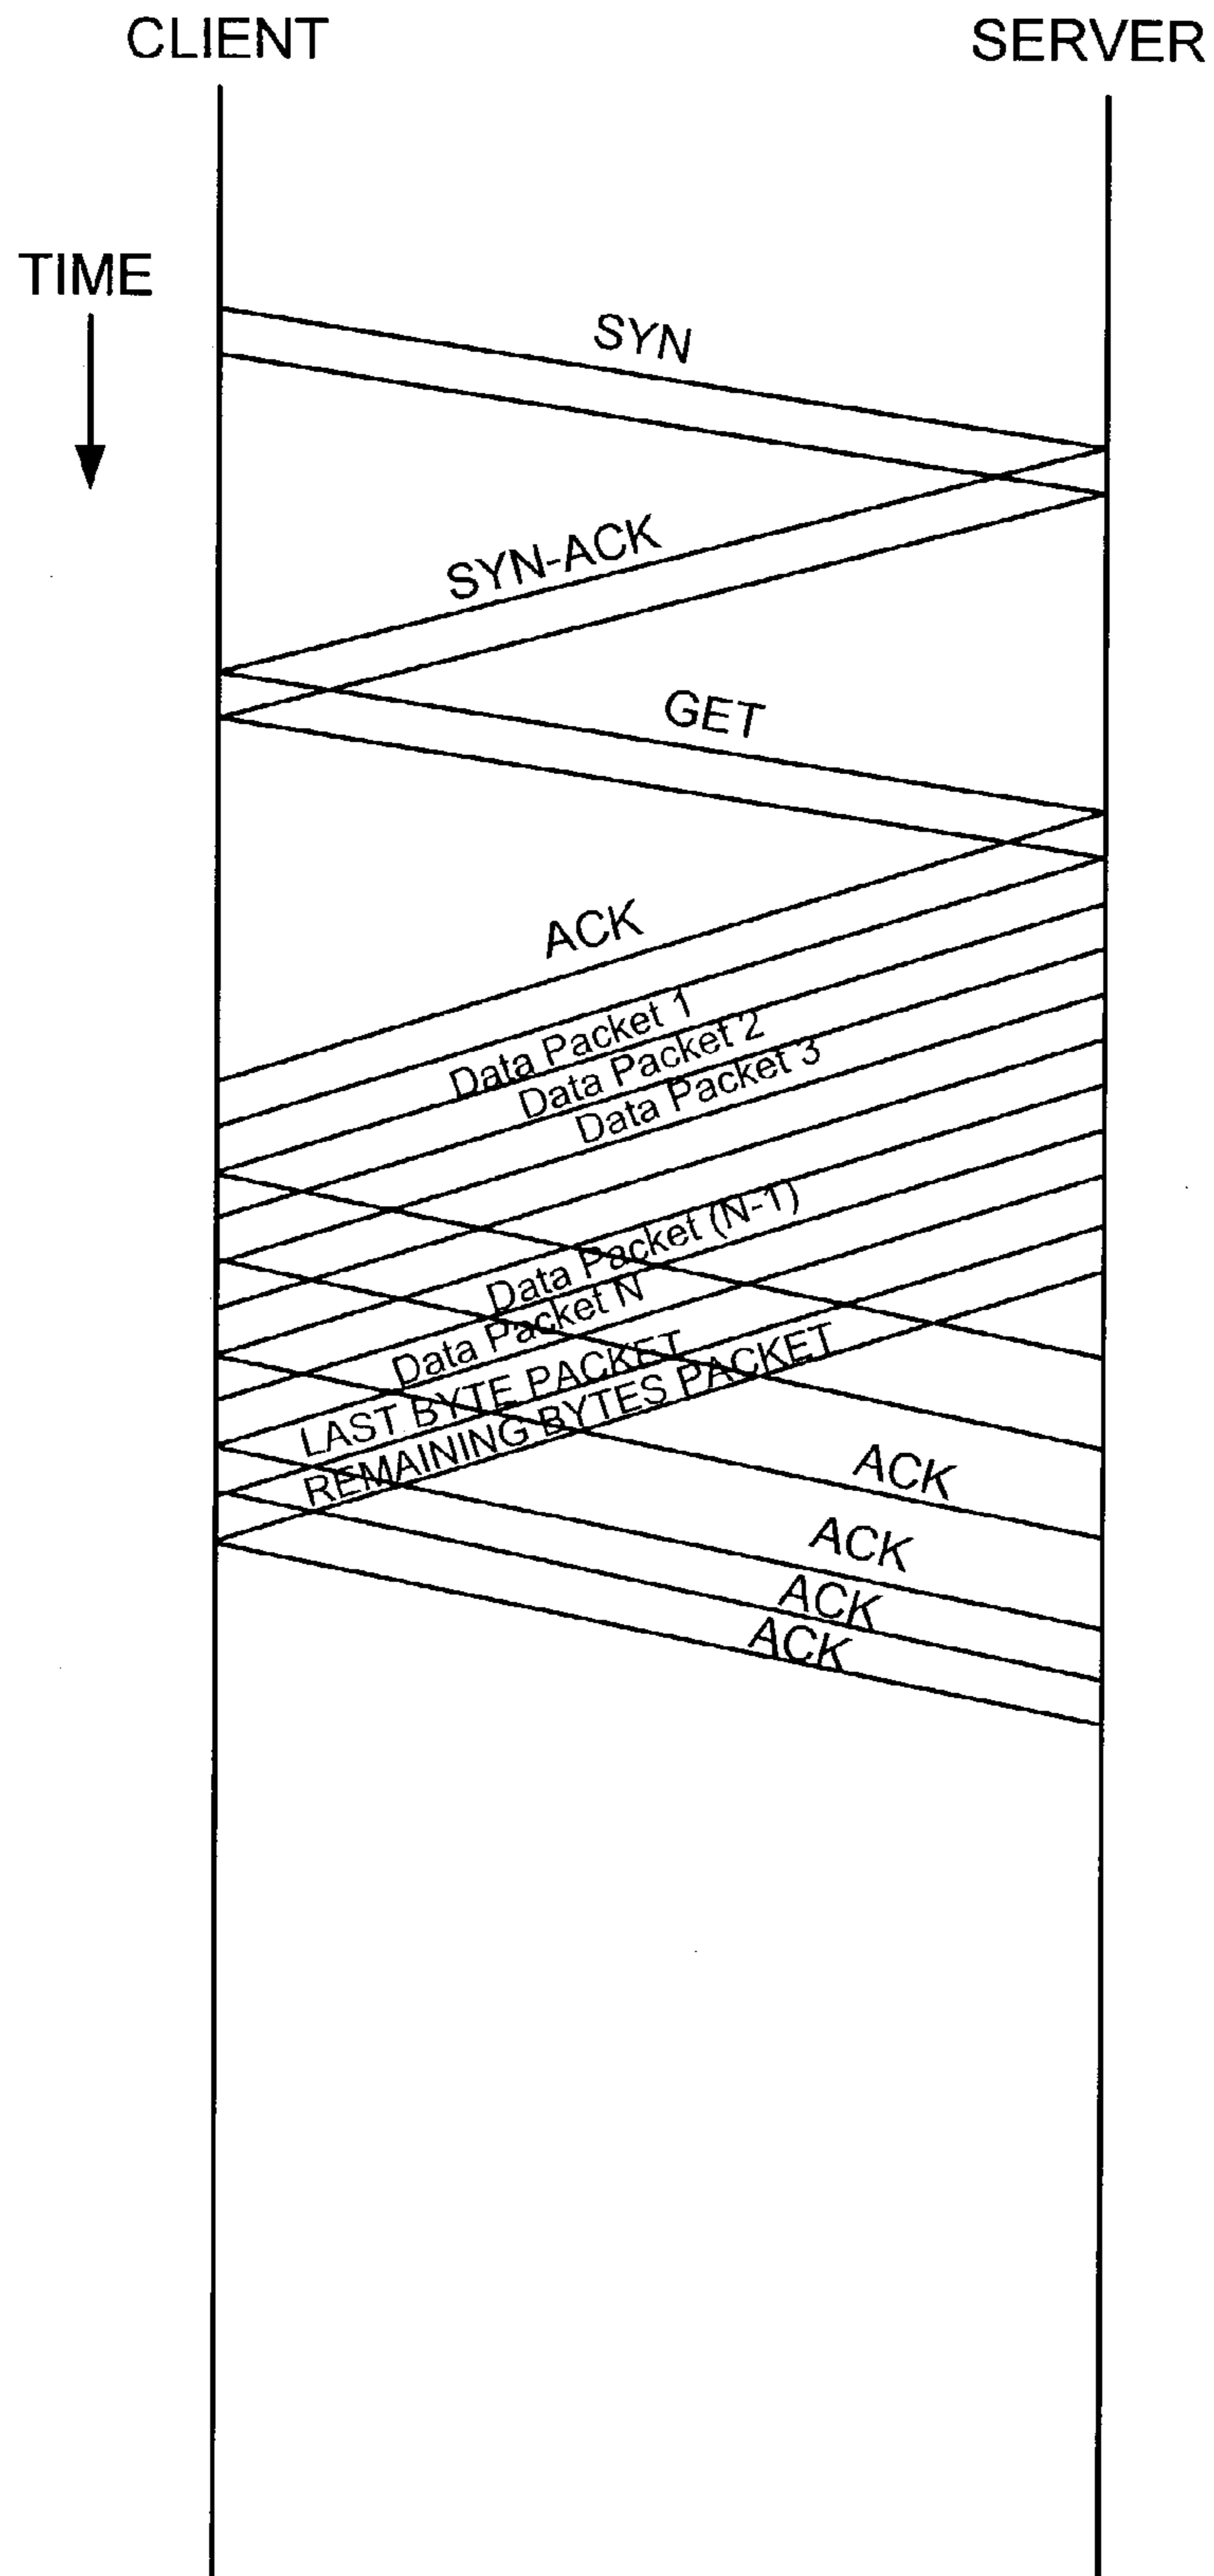 CLIENT
SERVER
TIME
SYN
SYN-ACK
GET
ACK
Data Packet 1
Data Packet 2
Data Packet 3
Data Packet (N-1)
Data Packet N
LAST BYTE PACKET
REMAINING BYTES PACKET
ACK
ACK
ACK
ACK